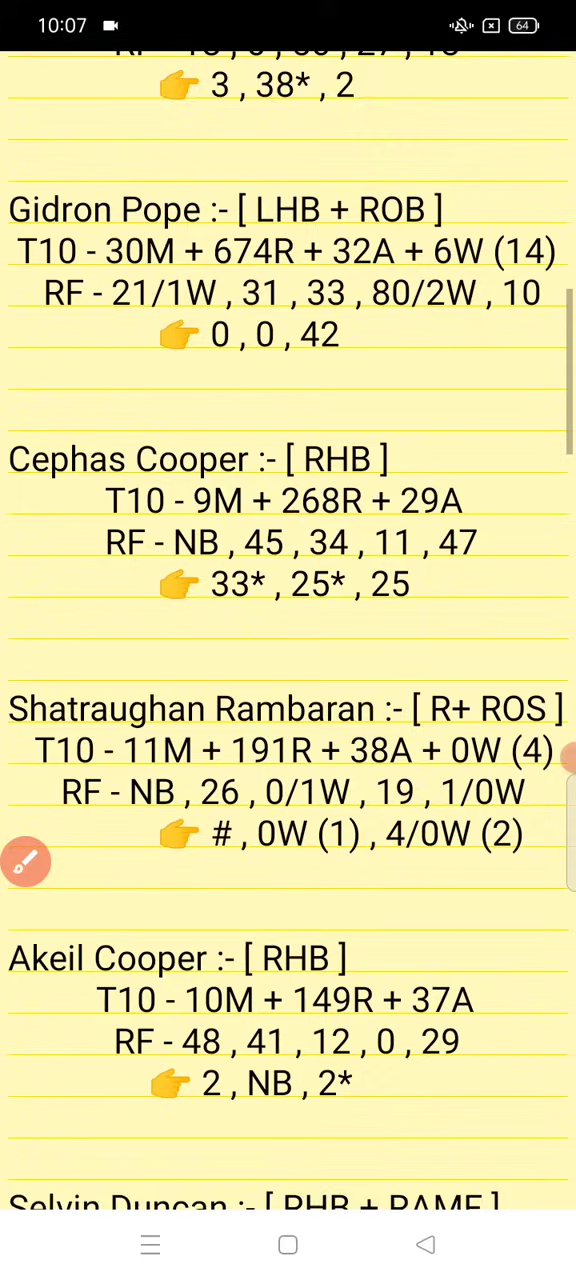 10:07
64
3 , 38* , 2
Gidron Pope :- [ LHB + ROB ]
T10 - 30M + 674R + 32A + 6W (14)
RF - 21/1W , 31 , 33 , 80/2W , 10
👉 0 , 0 , 42
Cephas Cooper :- [ RHB ]
T10 - 9M + 268R + 29A
RF - NB , 45 , 34 , 11 , 47
👉 33* , 25* , 25
Shatraughan Rambaran :- [ R+ ROS ]
T10 - 11M + 191R + 38A + 0W (4)
RF - NB , 26 , 0/1W , 19 , 1/0W
👉 # , 0W (1) , 4/0W (2)
Akeil Cooper :- [ RHB ]
T10 - 10M + 149R + 37A
RF - 48 , 41 , 12 , 0 , 29
👉 2 , NB , 2*
Selvin Duncan :- [ RHB + RAMF ]